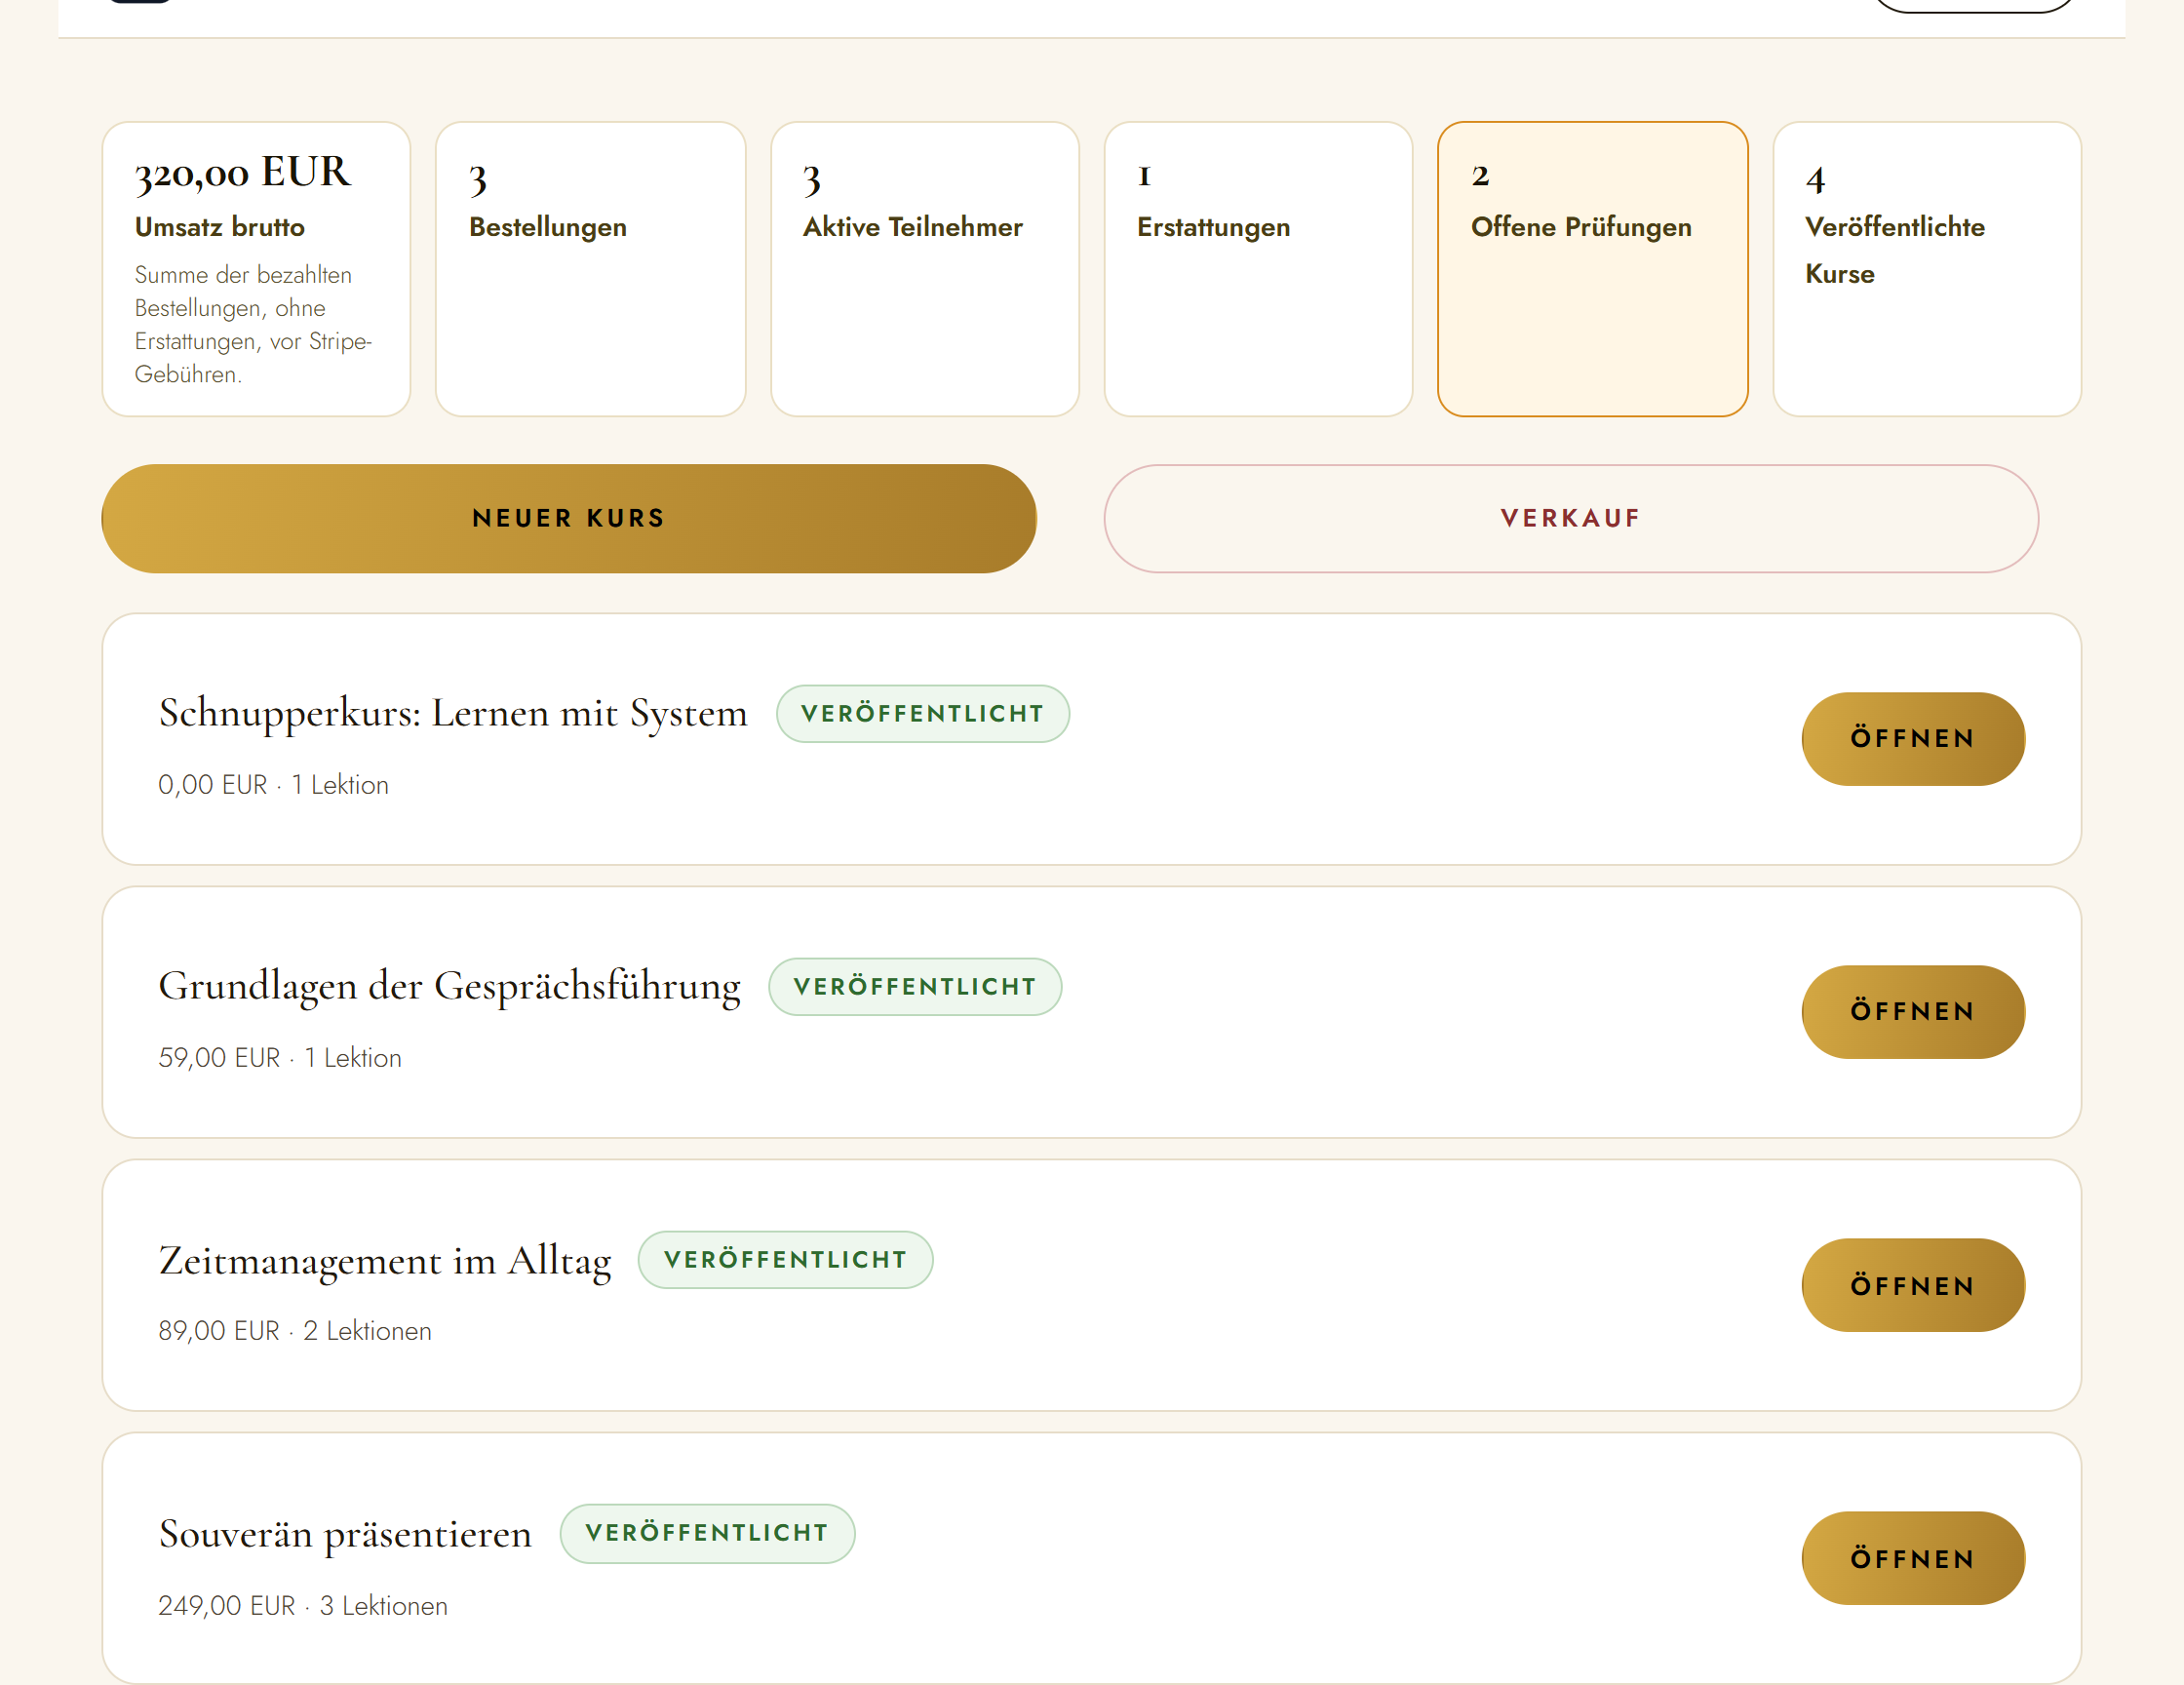 320,00 EUR
Umsatz brutto
Summe der bezahlten
Bestellungen, ohne
Erstattungen, vor Stripe-
Gebühren.
3
Bestellungen
3
Aktive Teilnehmer
1
Erstattungen
2
Offene Prüfungen
4
Veröffentlichte
Kurse
NEUER KURS
VERKAUF
Schnupperkurs: Lernen mit System
VERÖFFENTLICHT
0,00 EUR · 1 Lektion
ÖFFNEN
Grundlagen der Gesprächsführung
VERÖFFENTLICHT
59,00 EUR · 1 Lektion
ÖFFNEN
Zeitmanagement im Alltag
VERÖFFENTLICHT
89,00 EUR · 2 Lektionen
ÖFFNEN
Souverän präsentieren
VERÖFFENTLICHT
249,00 EUR · 3 Lektionen
ÖFFNEN